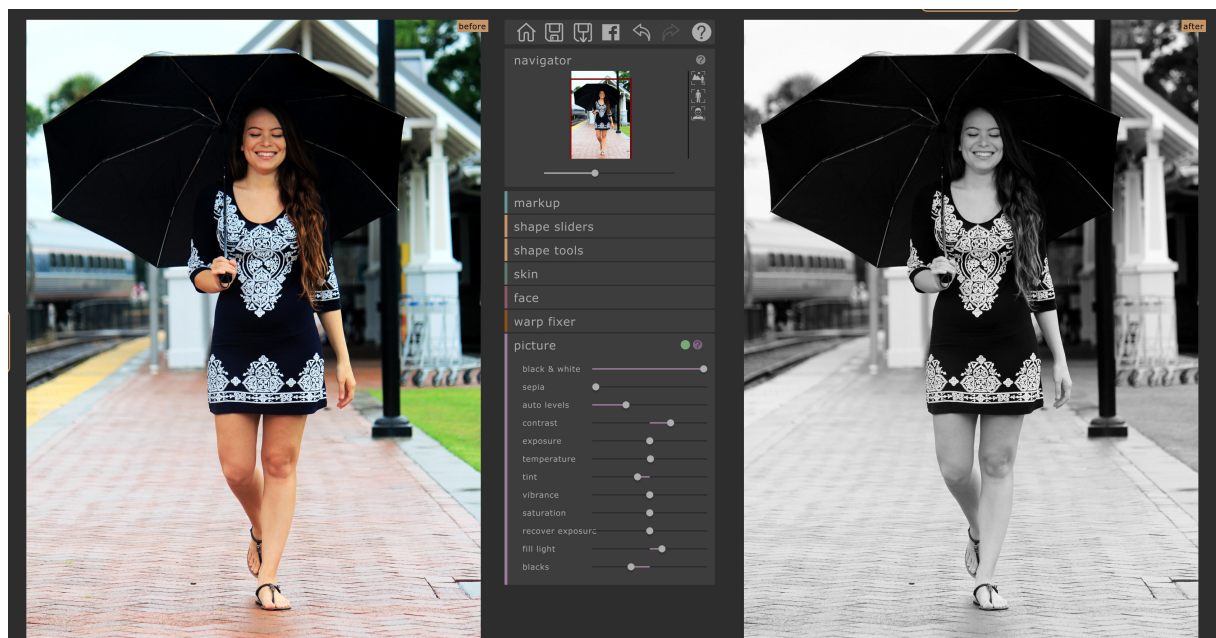 before
navigator
markup
shape sliders
shape tools
skin
face
warp fixer
picture
black & white
sepia
auto levels
contrast
exposure
temperature
tint
vibrance
saturation
recover exposure
fill light
blacks
after